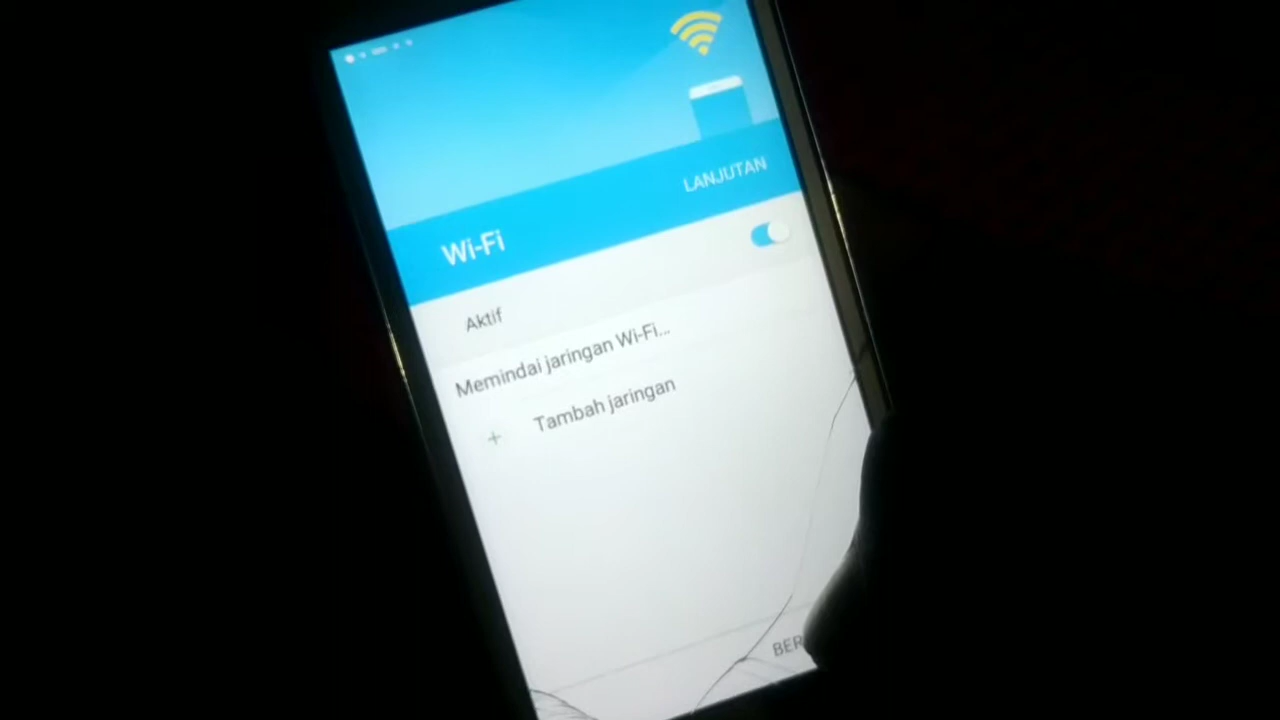 LANJUTAN
Wi-Fi
Aktif
Memindai jaringan Wi-Fi...
+ Tambah jaringan